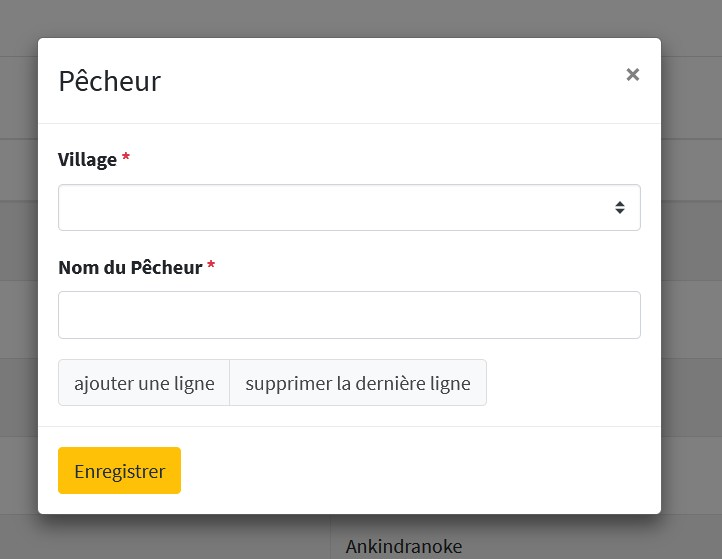 Pêcheur ×
Village *
Nom du Pêcheur *
ajouter une ligne supprimer la dernière ligne
Enregistrer
Ankindranoke